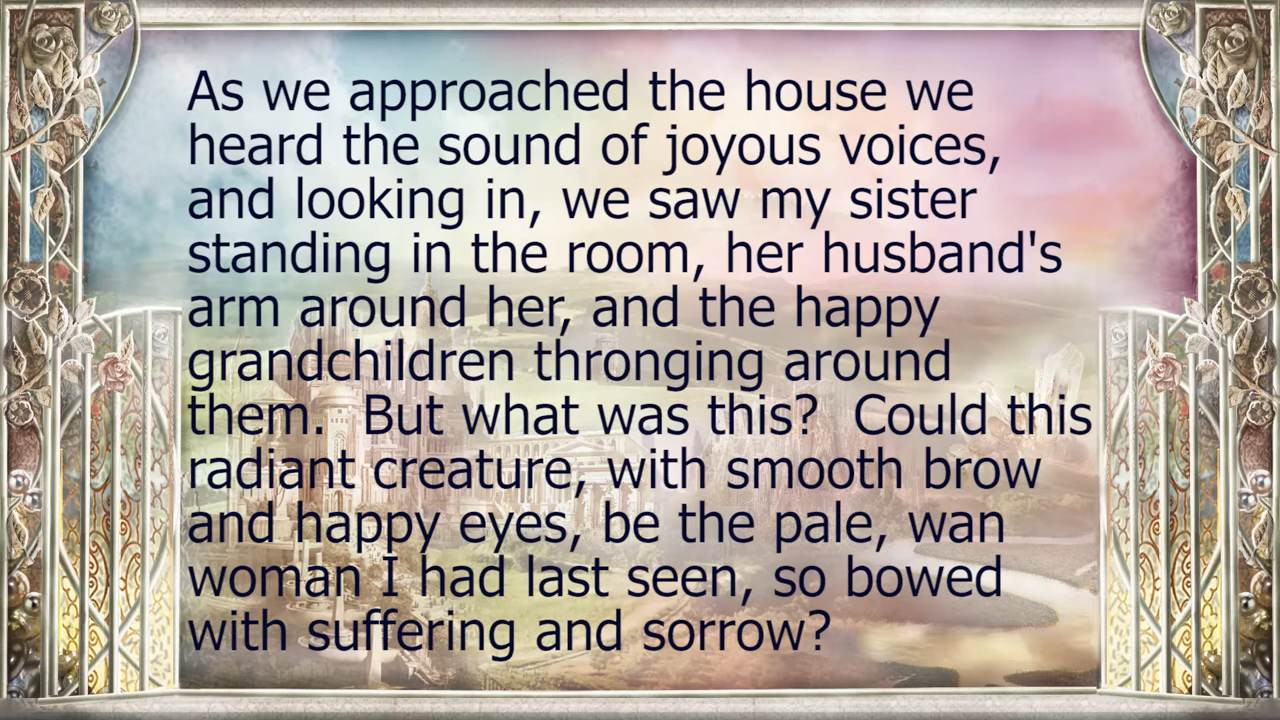 As we approached the house we
heard the sound of joyous voices,
and looking in, we saw my sister
standing in the room, her husband's
arm around her, and the happy
grandchildren thronging around
them.  But what was this?  Could this
radiant creature, with smooth brow
and happy eyes, be the pale, wan
woman I had last seen, so bowed
with suffering and sorrow?